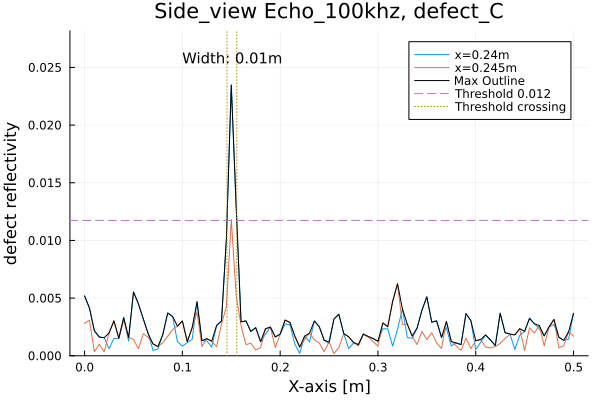 Side_view Echo_100khz, defect_C
Width: 0.01m
x=0.24m
x=0.245m
Max Outline
Threshold 0.012
Threshold crossing
defect reflectivity
0.025
0.020
0.015
0.010
0.005
0.000
0.0
0.1
0.2
0.3
0.4
0.5
X-axis [m]